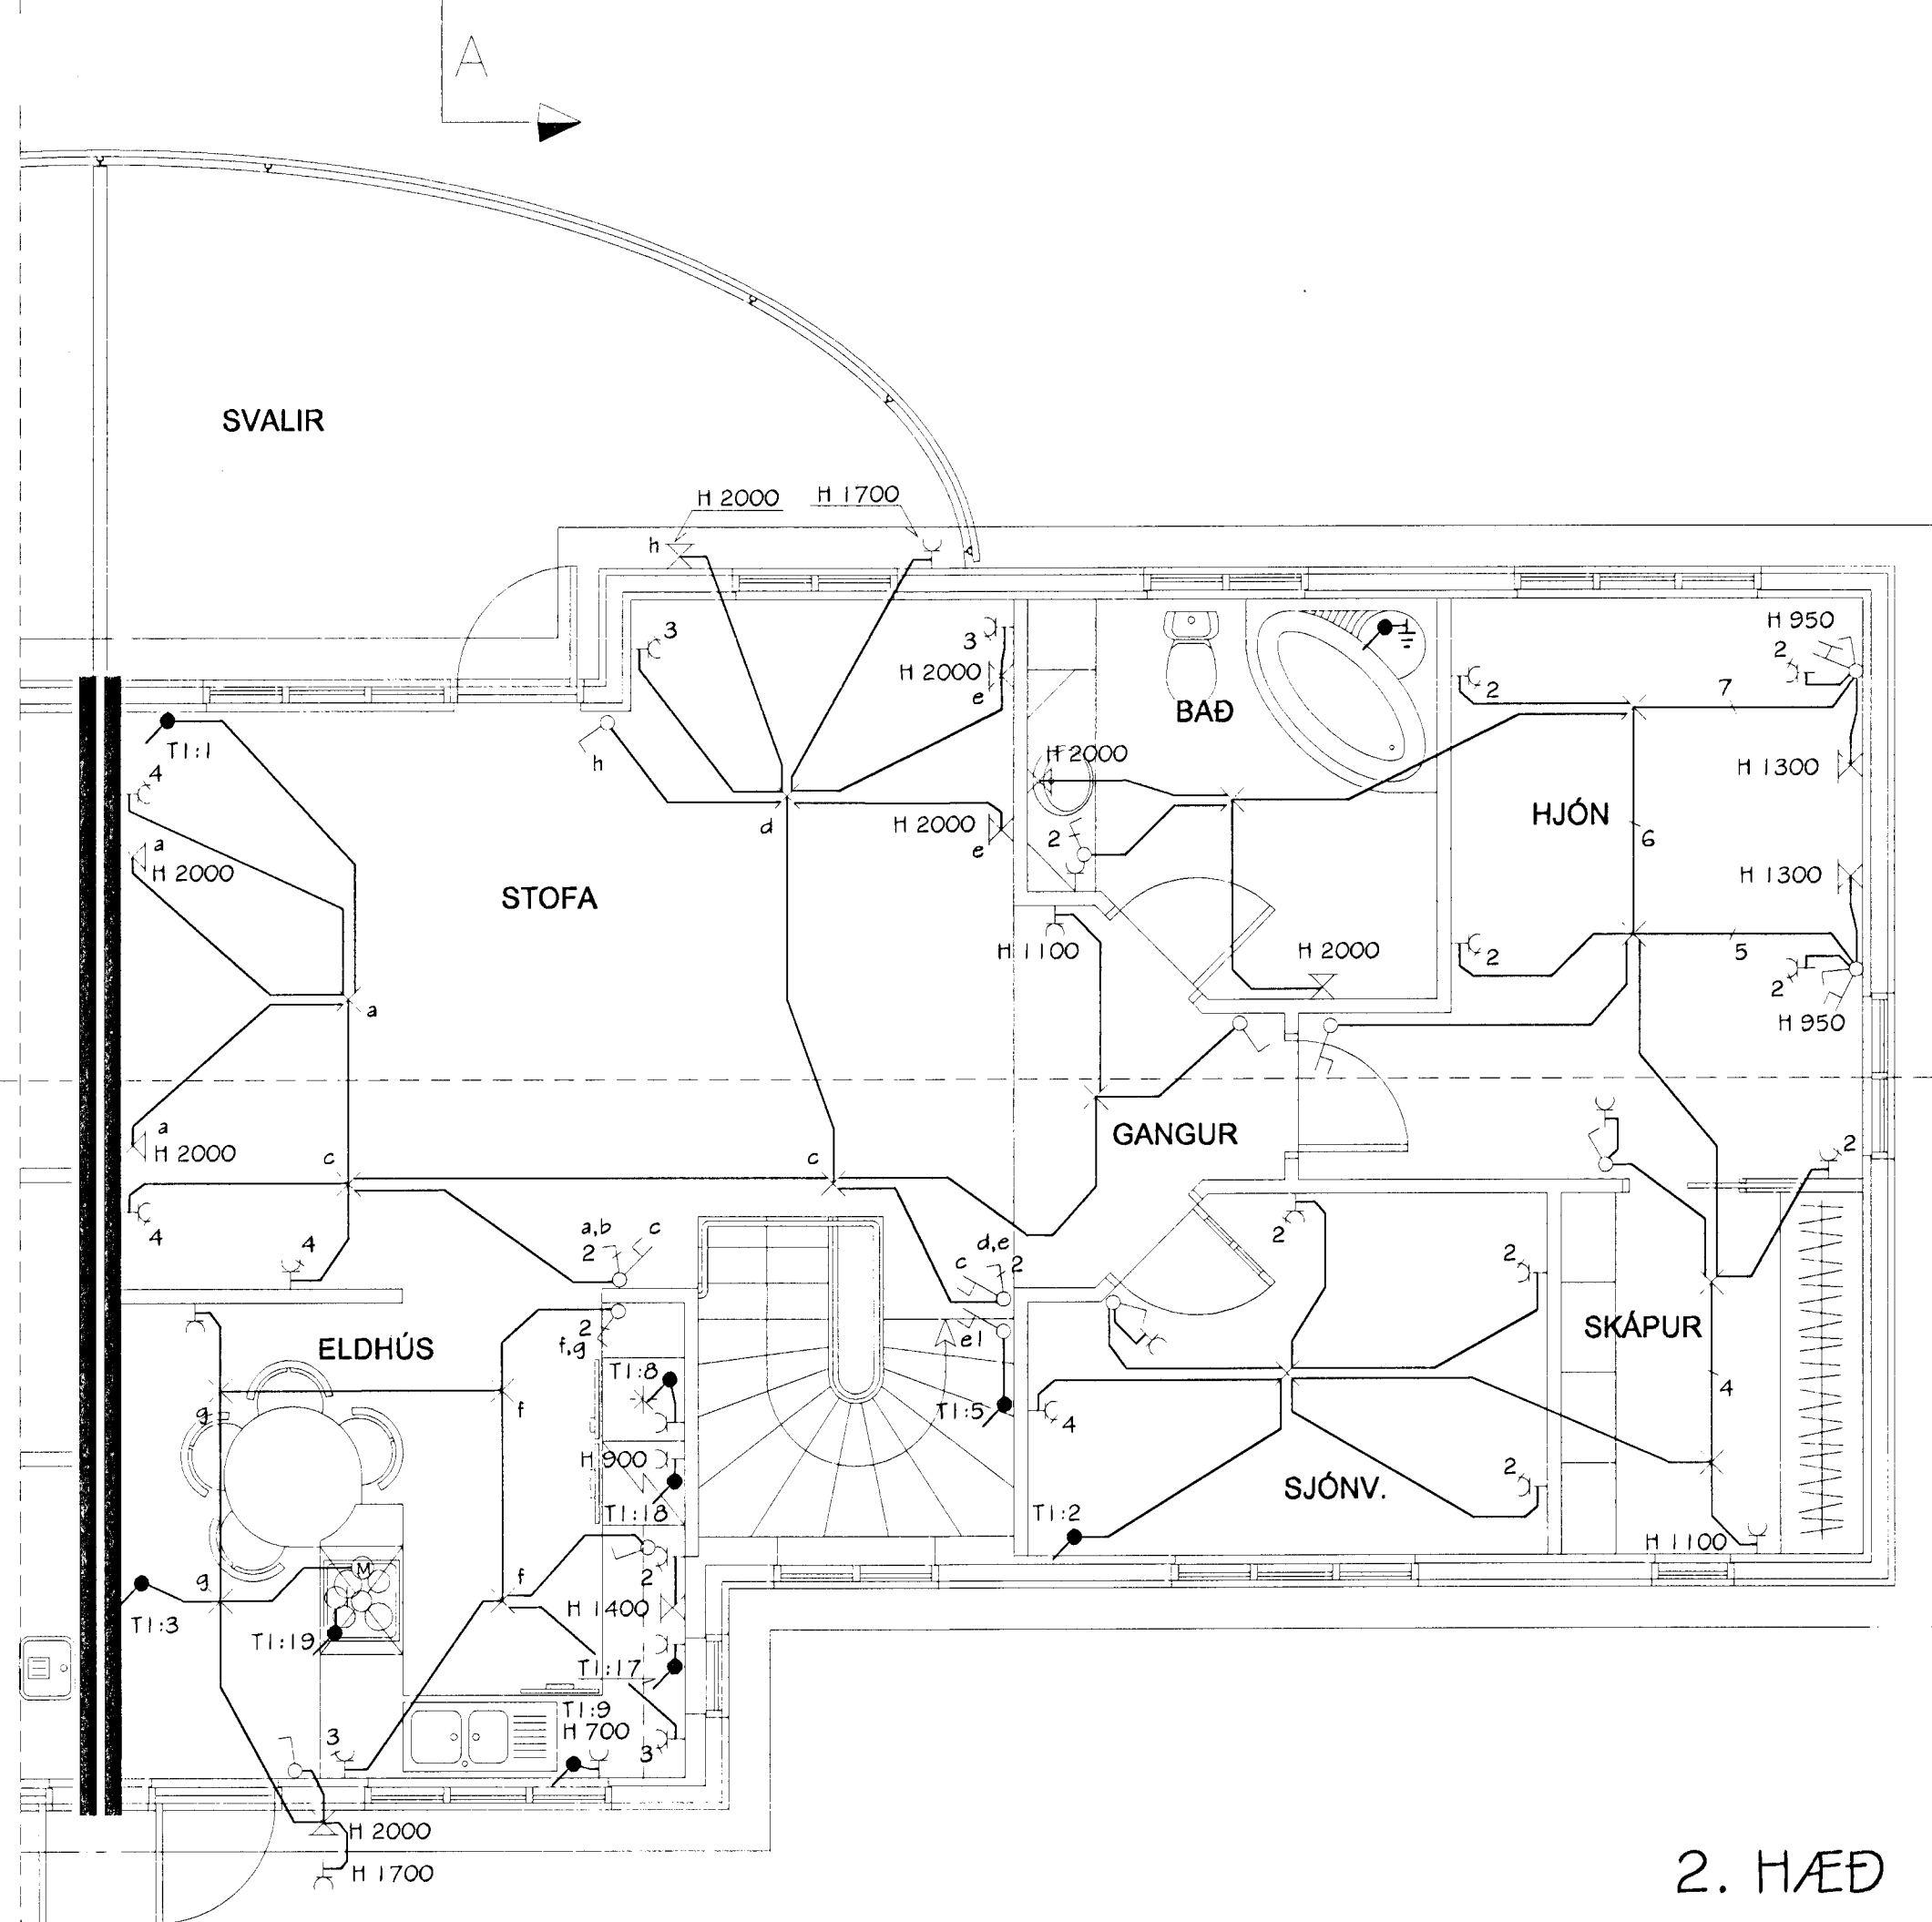 A
SVALIR
H 2000
H 1700
h
3
3
H 2000
e
H 950
2
2
7
BAÐ
T1:1
h
4
H 2000
H 1300
a
H 2000
d
H 2000
e
2
HJÓN
6
STOFA
H 1300
H 1100
H 2000
2
5
2
a
H 950
a
H 2000
c
c
GANGUR
2
4
a,b
2
c
d,e
c
2
2
4
2
ELDHÚS
2
f,g
el
SKÁPUR
T1:8
4
g
f
T1:5
4
H 900
2
SJÓNV.
T1:18
T1:2
H 1100
g
f
2
H 1400
T1:3
T1:19
T1:17
T1:9
3
H 700
3
H 2000
H 1700
2. HÆÐ